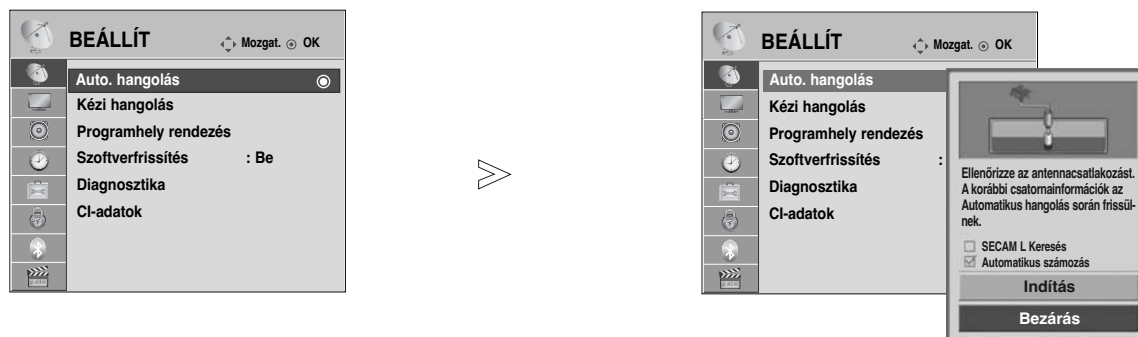 BEÁLLÍT Mozgat. OK
Auto. hangolás
Kézi hangolás
Programhely rendezés
Szoftverfrissítés : Be
Diagnosztika
CI-adatok
BEÁLLÍT Mozgat. OK
Auto. hangolás
Kézi hangolás
Programhely rendezés
Szoftverfrissítés :
Diagnosztika
CI-adatok
Ellenőrizze az antennacsatlakozást.
A korábbi csatornainformációk az
Automatikus hangolás során frissül-
nek.
SECAM L Keresés
Automatikus számozás
Indítás
Bezárás